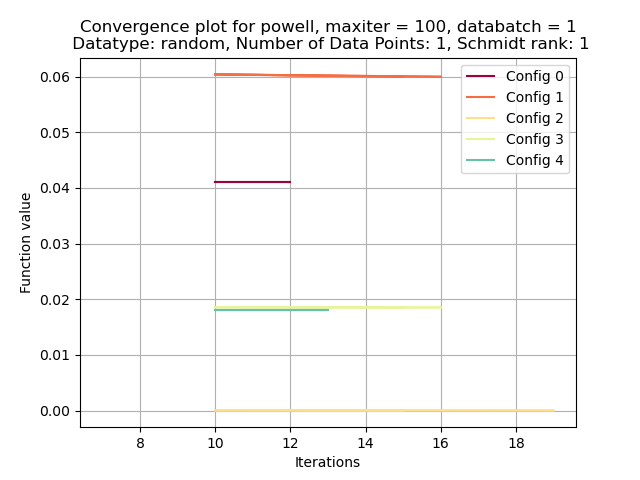 Convergence plot for powell, maxiter = 100, databatch = 1
Datatype: random, Number of Data Points: 1, Schmidt rank: 1
0.06
0.05
0.04
0.03
0.02
0.01
0.00
Function value
Config 0
Config 1
Config 2
Config 3
Config 4
8
10
12
14
16
18
Iterations